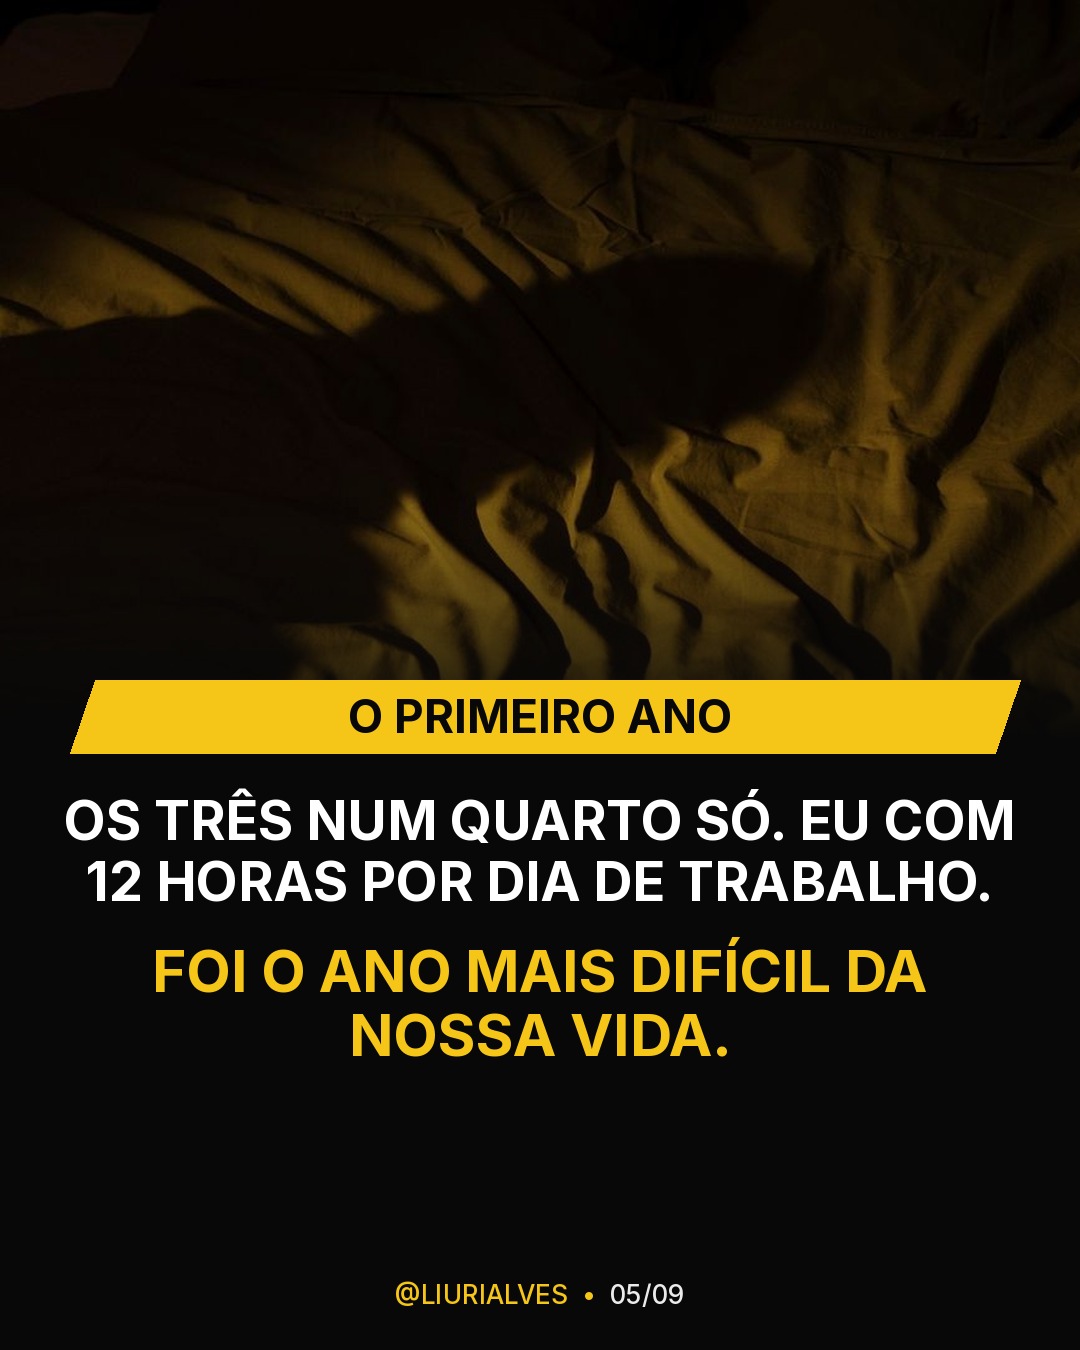 O PRIMEIRO ANO
OS TRÊS NUM QUARTO SÓ. EU COM
12 HORAS POR DIA DE TRABALHO.
FOI O ANO MAIS DIFÍCIL DA
NOSSA VIDA.
@LIURIALVES • 05/09